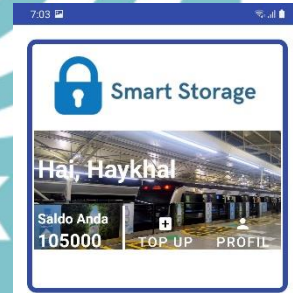 7:03
Smart Storage
Hai, Haykhal
Saldo Anda
105000
TOP UP
PROFIL